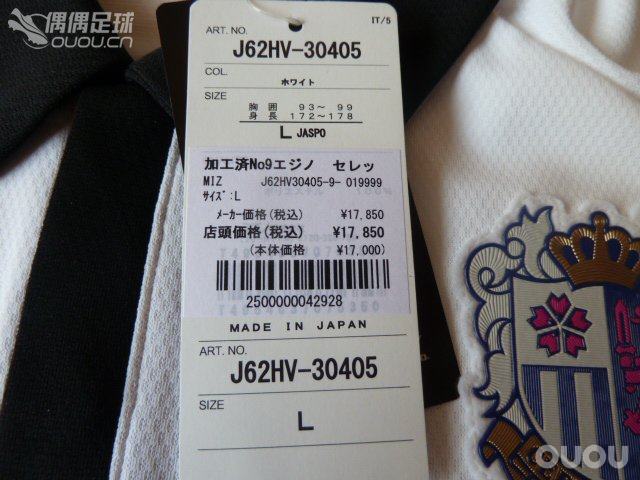 偶偶足球
OUOU.CN
IT/5
ART. NO.
J62HV-30405
COL.
ホワイト
SIZE
胸囲 93～ 99
身長 172～178
L JASPO
加工済No9エジノ セレッ
MIZ J62HV30405-9- 019999
サイズ: L
メーカー価格(税込) ¥17,850
店頭価格(税込) ¥17,850
(本体価格 ¥17,000)
2500000042928
MADE IN JAPAN
ART. NO.
J62HV-30405
SIZE
L
OUOU